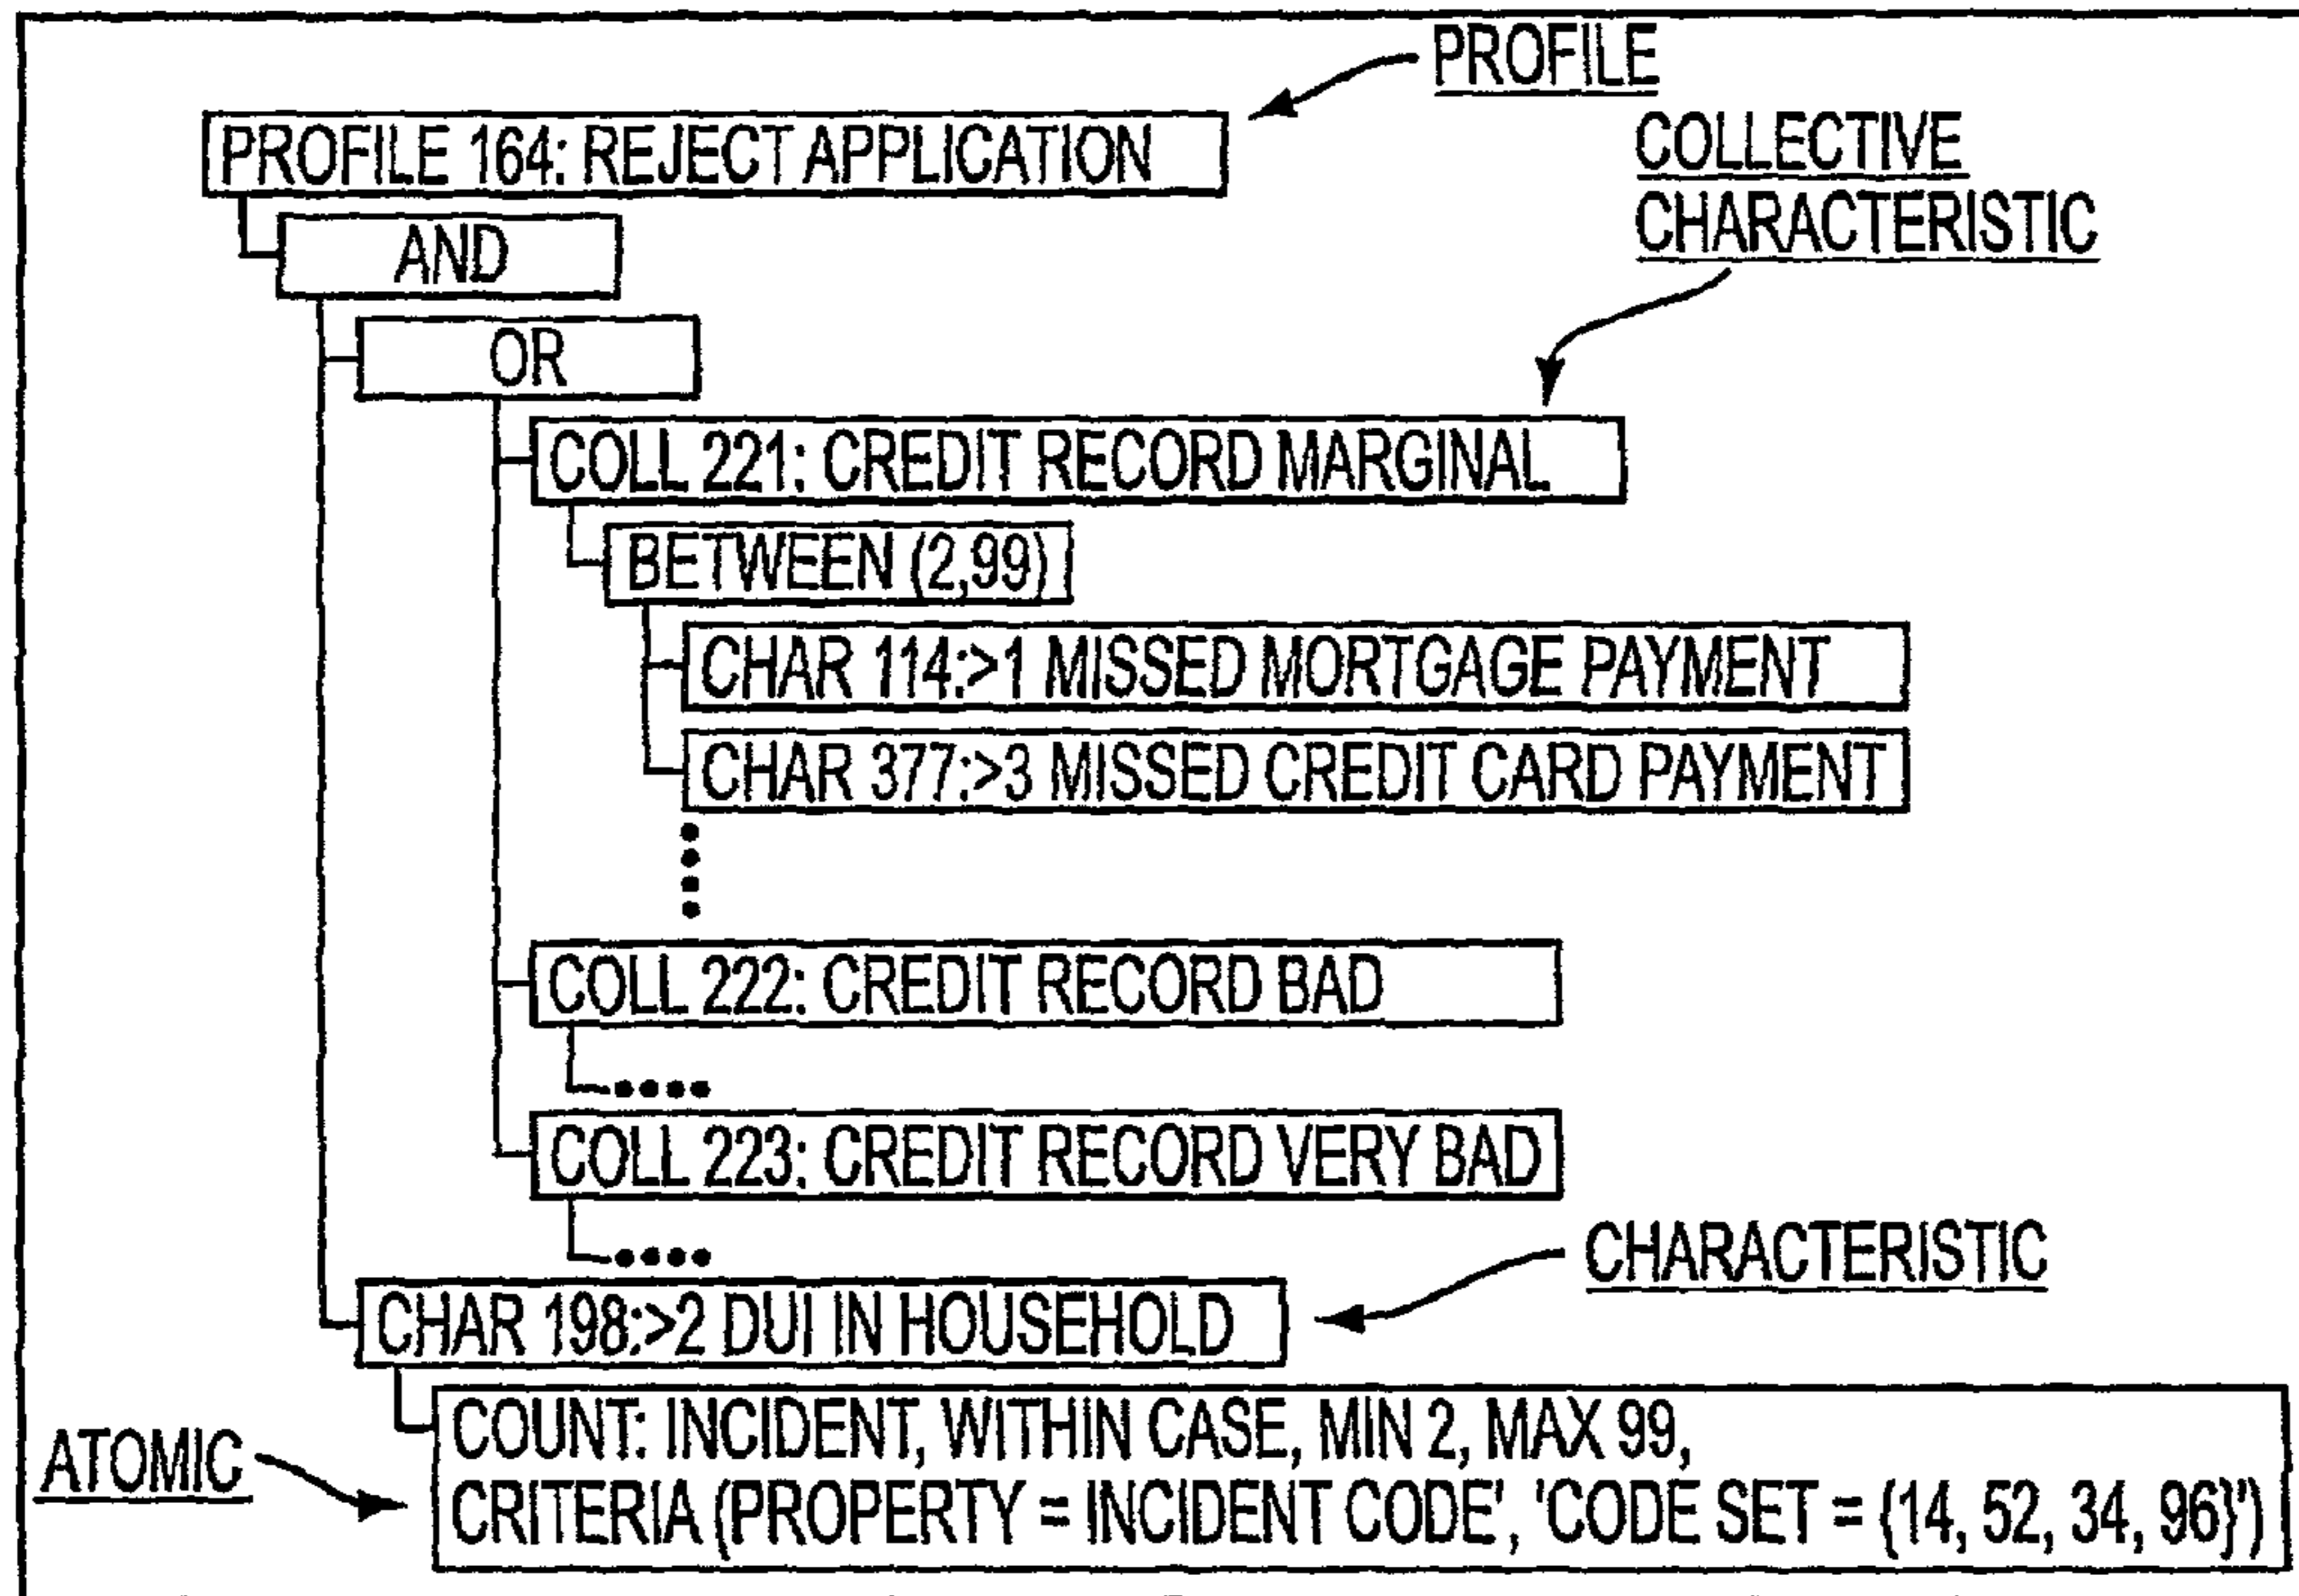 PROFILE
PROFILE 164: REJECT APPLICATION
COLLECTIVE
CHARACTERISTIC
AND
OR
COLL 221: CREDIT RECORD MARGINAL
BETWEEN (2,99)
CHAR 114:>1 MISSED MORTGAGE PAYMENT
CHAR 377:>3 MISSED CREDIT CARD PAYMENT
COLL 222: CREDIT RECORD BAD
COLL 223: CREDIT RECORD VERY BAD
CHARACTERISTIC
CHAR 198:>2 DUI IN HOUSEHOLD
ATOMIC
COUNT: INCIDENT, WITHIN CASE, MIN 2, MAX 99,
CRITERIA (PROPERTY = INCIDENT CODE', 'CODE SET = {14, 52, 34, 96}')